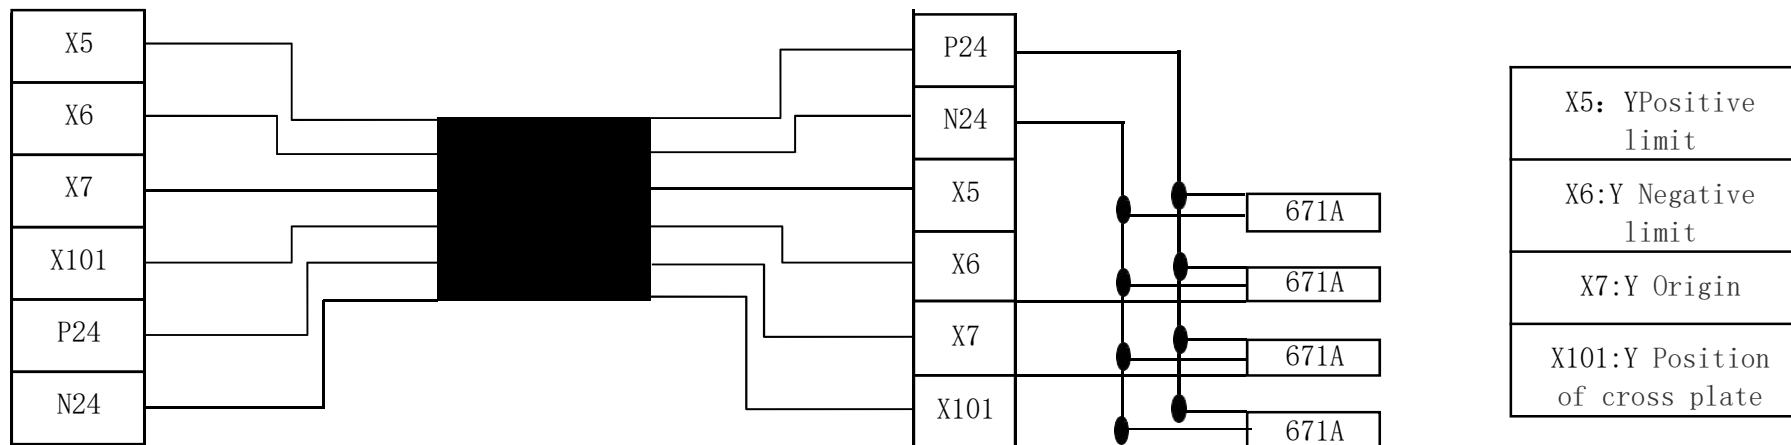 X5
X6
X7
X101
P24
N24
P24
N24
X5
X6
X7
X101
671A
671A
671A
671A
X5：YPositive
limit
X6:Y Negative
limit
X7:Y Origin
X101:Y Position
of cross plate